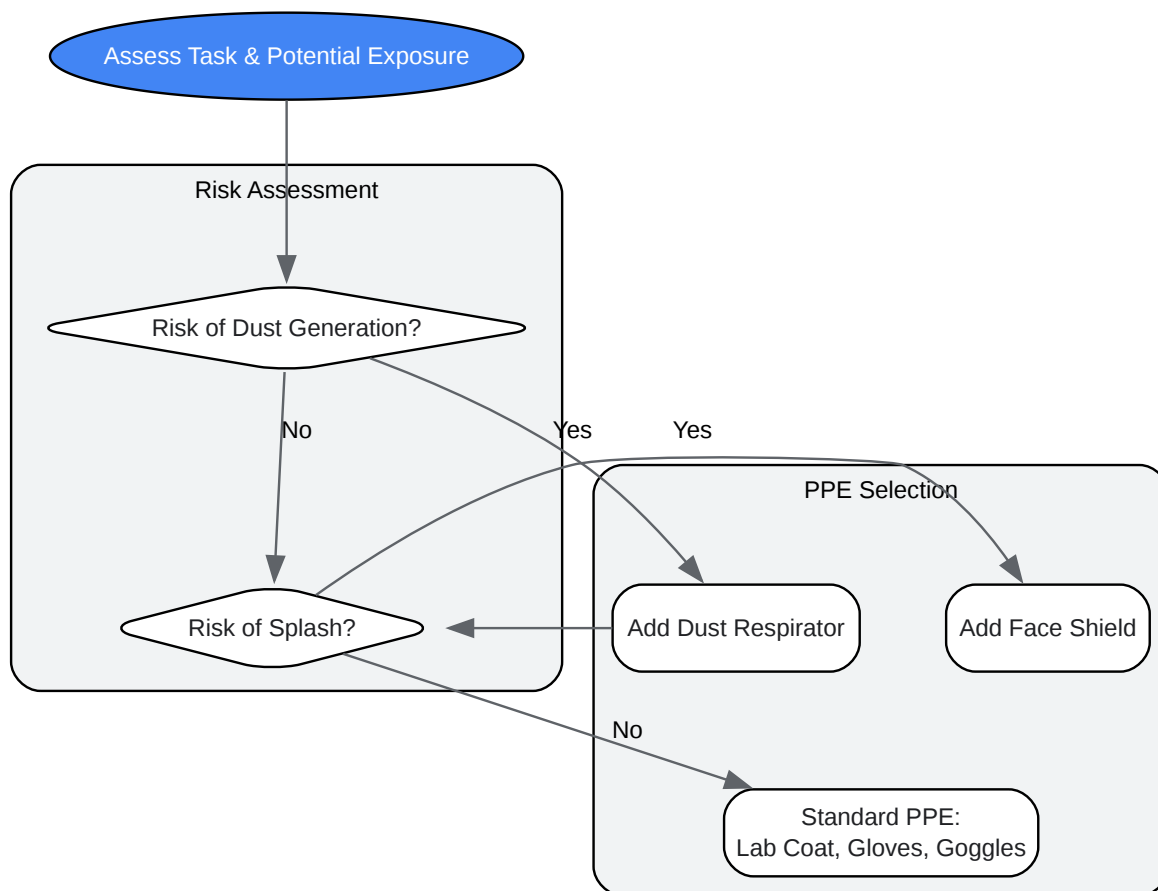 Assess Task & Potential Exposure
Risk Assessment
Risk of Dust Generation?
No
Yes
Yes
PPE Selection
Risk of Splash?
Add Dust Respirator
Add Face Shield
No
Standard PPE:
Lab Coat, Gloves, Goggles